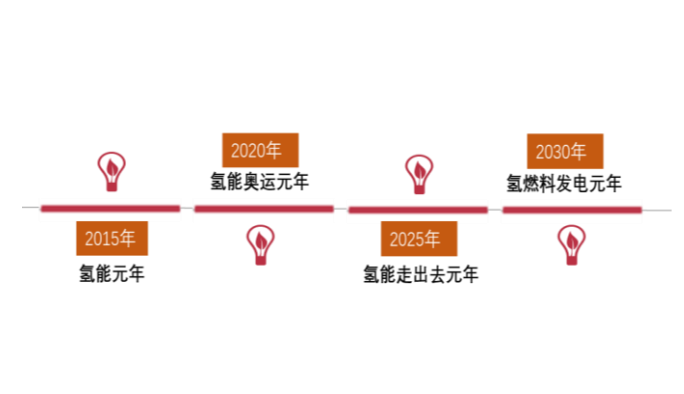 2015年
氢能元年
2020年
氢能奥运元年
2025年
氢能走出去元年
2030年
氢燃料发电元年